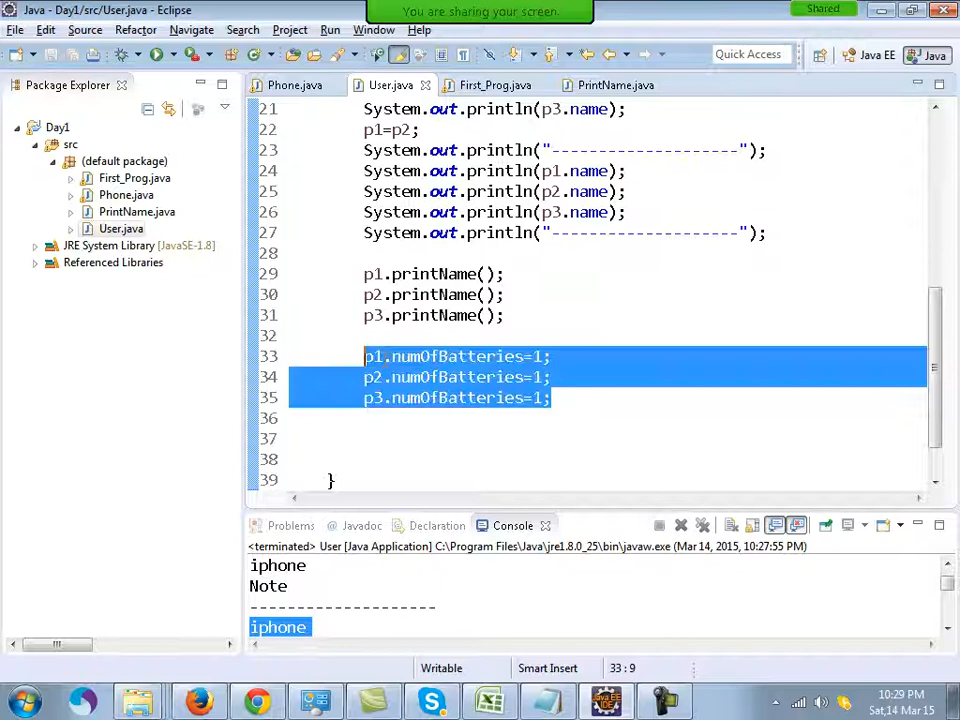 Java - Day1/src/User.java - Eclipse
You are sharing your screen.
Shared
File Edit Source Refactor Navigate Search Project Run Window Help
Quick Access
Java EE
Java
Package Explorer
Phone.java
User.java
First_Prog.java
PrintName.java
Day1
src
(default package)
First_Prog.java
Phone.java
PrintName.java
User.java
JRE System Library [JavaSE-1.8]
Referenced Libraries
21 System.out.println(p3.name);
22 p1=p2;
23 System.out.println("--------------------");
24 System.out.println(p1.name);
25 System.out.println(p2.name);
26 System.out.println(p3.name);
27 System.out.println("--------------------");
28
29 p1.printName();
30 p2.printName();
31 p3.printName();
32
33 p1.numOfBatteries=1;
34 p2.numOfBatteries=1;
35 p3.numOfBatteries=1;
36
37
38
39 }
Problems @ Javadoc Declaration Console
<terminated> User [Java Application] C:\Program Files\Java\jre1.8.0_25\bin\javaw.exe (Mar 14, 2015, 10:27:55 PM)
iphone
Note
--------------------
iphone
Writable Smart Insert 33 : 9
Java EE
IDE
10:29 PM
Sat,14 Mar 15